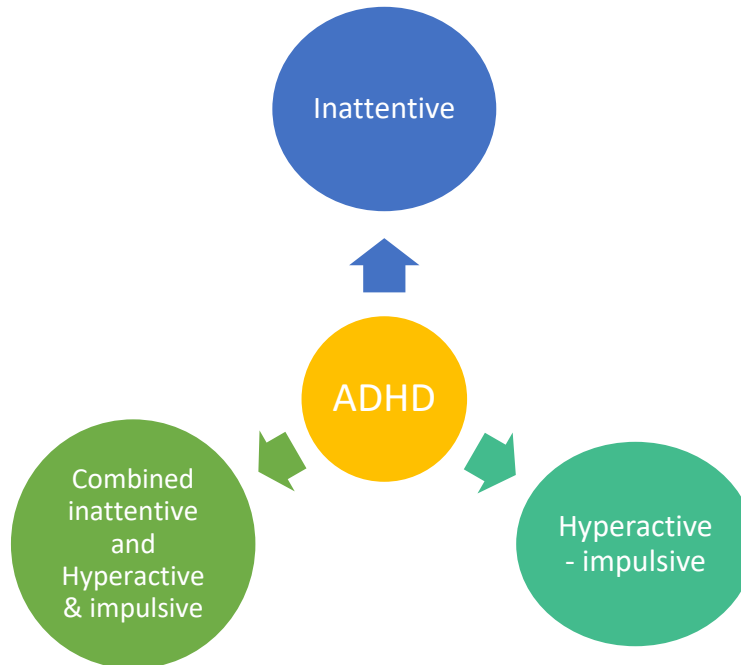 Inattentive
ADHD
Combined
inattentive
and
Hyperactive
& impulsive
Hyperactive
- impulsive